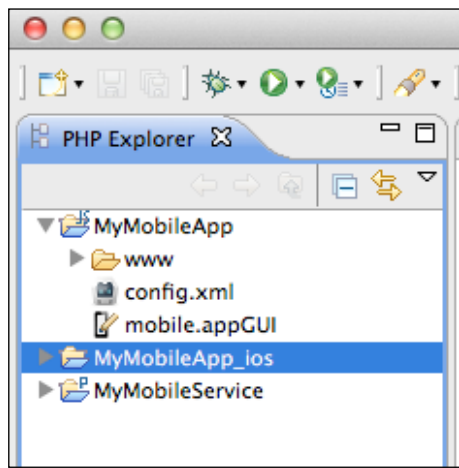 PHP Explorer
MyMobileApp
www
config.xml
mobile.appGUI
MyMobileApp_ios
MyMobileService